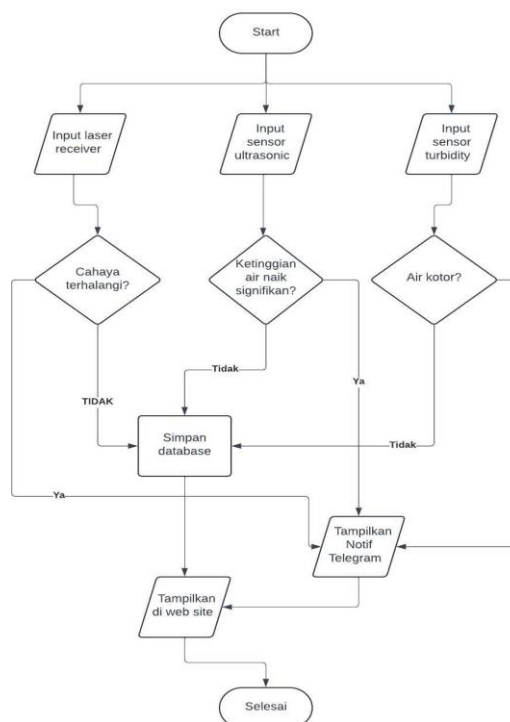 Start
Input laser
receiver
Input
sensor
ultrasonic
Input
sensor
turbidity
Cahaya
terhalangi?
Ketinggian
air naik
signifikan?
Air kotor?
Tidak
Ya
TIDAK
Simpan
database
Tidak
Ya
Tampilkan
Notif
Telegram
Tampilkan
di web site
Selesai